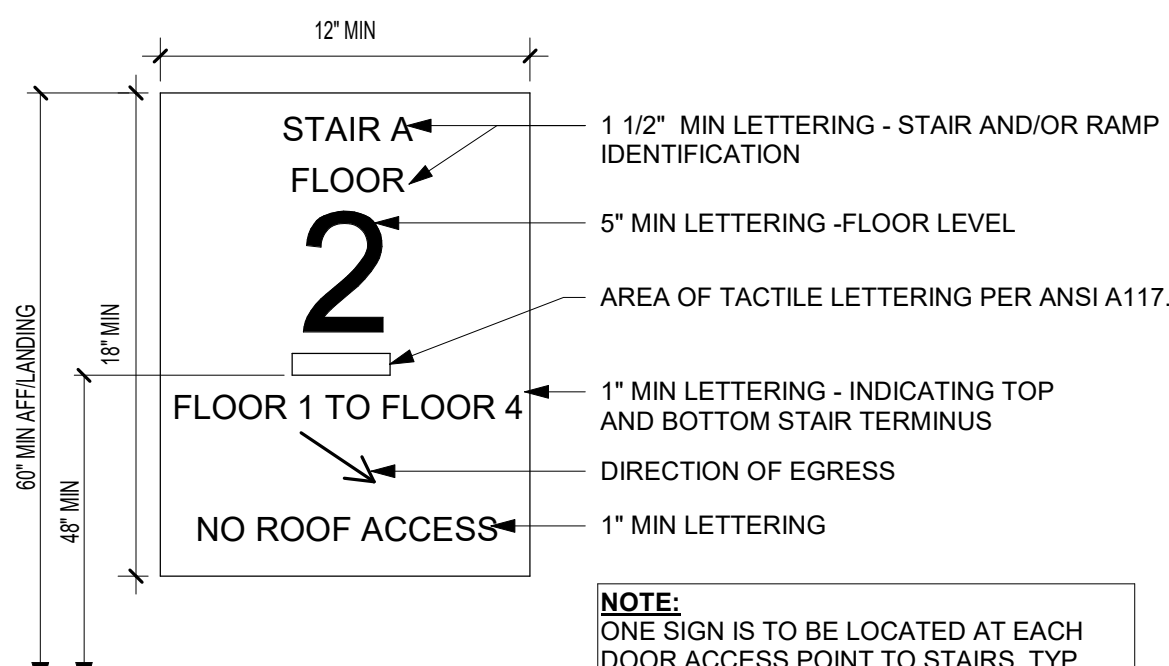 12" MIN
STAIR A
FLOOR
2
FLOOR 1 TO FLOOR 4
NO ROOF ACCESS
60" MIN AFF/LANDING
48" MIN
18" MIN
1 1/2" MIN LETTERING - STAIR AND/OR RAMP
IDENTIFICATION
5" MIN LETTERING -FLOOR LEVEL
AREA OF TACTILE LETTERING PER ANSI A117.
1" MIN LETTERING - INDICATING TOP
AND BOTTOM STAIR TERMINUS
DIRECTION OF EGRESS
1" MIN LETTERING
NOTE:
ONE SIGN IS TO BE LOCATED AT EACH
DOOR ACCESS POINT TO STAIRS, TYP